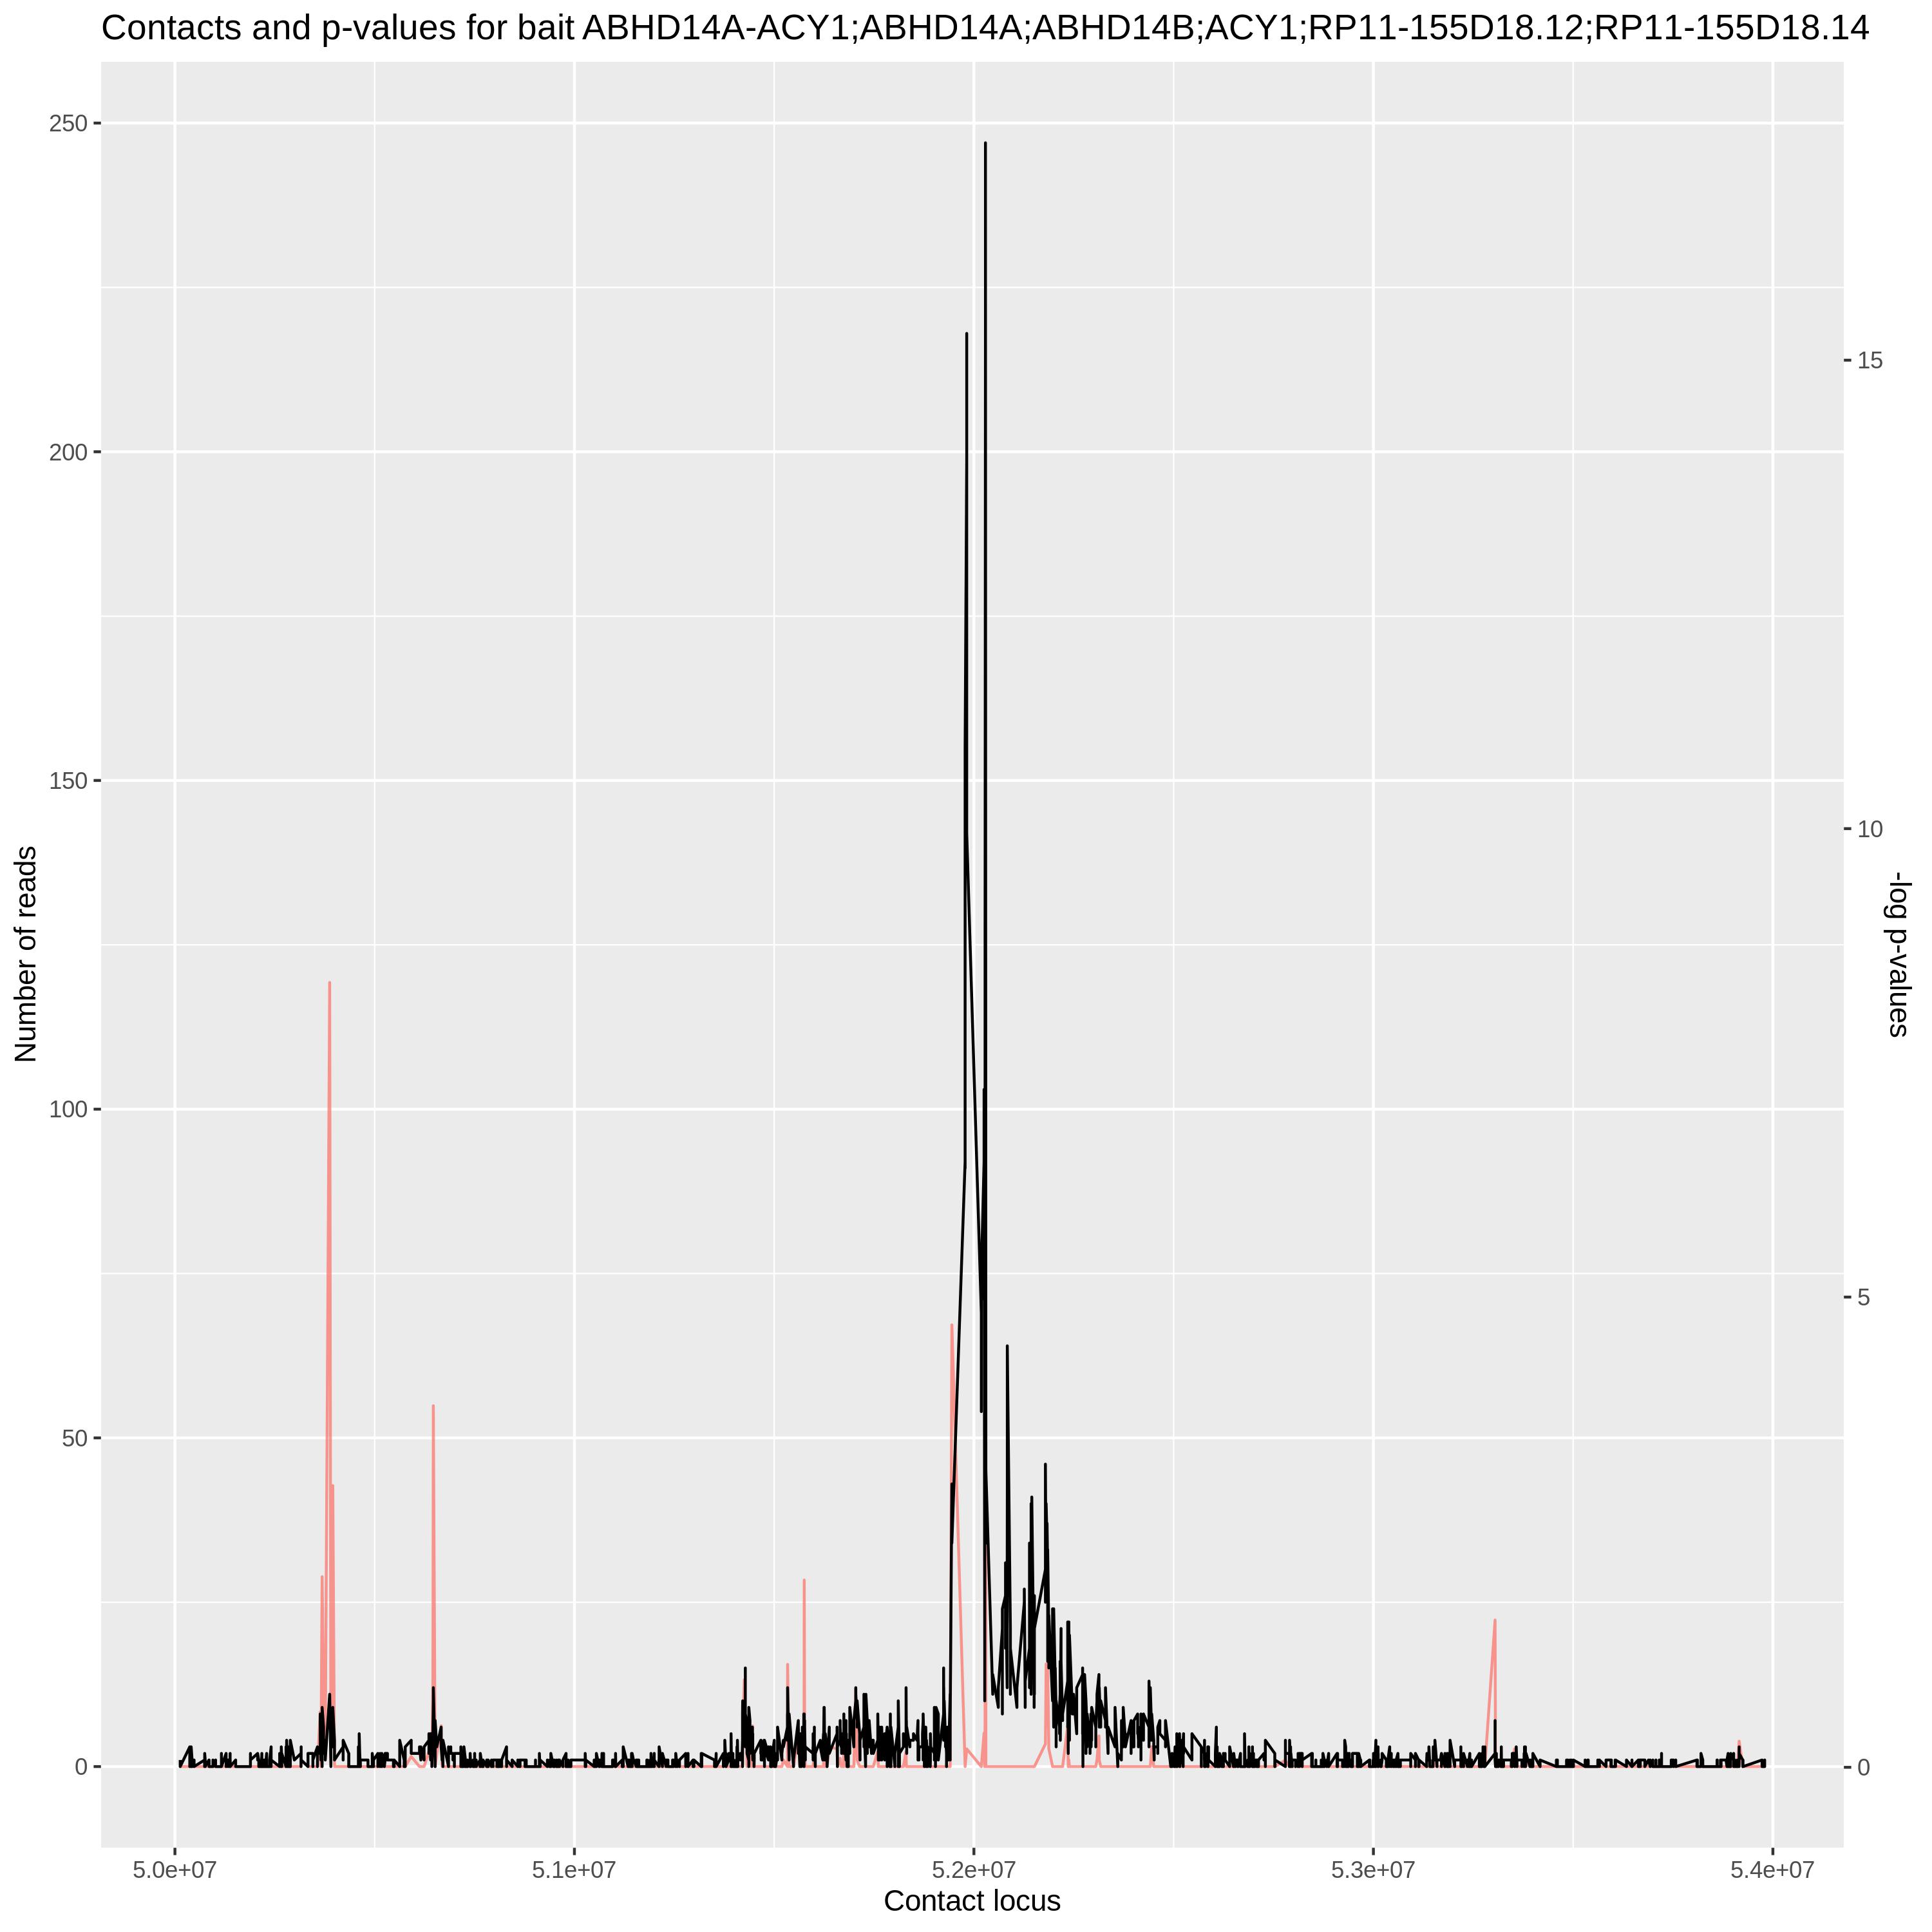 Contacts and p-values for bait ABHD14A-ACY1;ABHD14A;ABHD14B;ACY1;RP11-155D18.12;RP11-155D18.14
250
200
150
100
50
0
Number of reads
15
10
5
0
-log p-values
5.0e+07 5.1e+07 5.2e+07 5.3e+07 5.4e+07
Contact locus